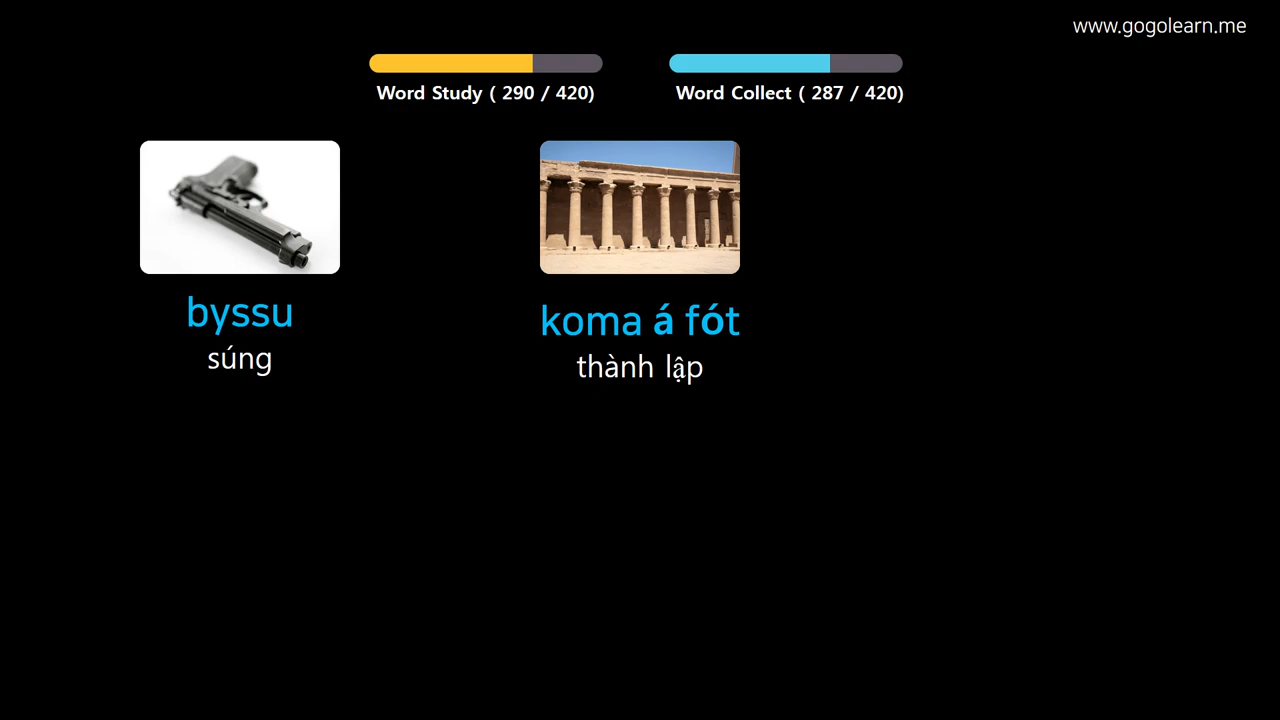 www.gogolearn.me
Word Study ( 290 / 420)
Word Collect ( 287 / 420)
byssu
súng
koma á fót
thành lập